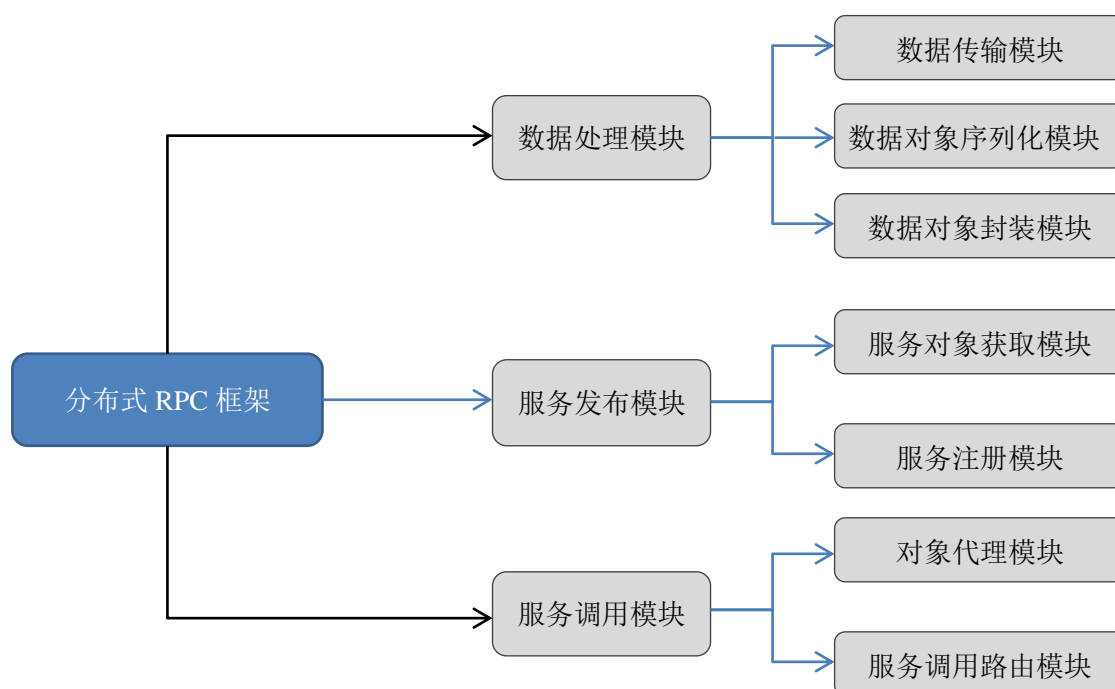 分布式 RPC 框架
数据处理模块
数据传输模块
数据对象序列化模块
数据对象封装模块
服务发布模块
服务对象获取模块
服务注册模块
服务调用模块
对象代理模块
服务调用路由模块